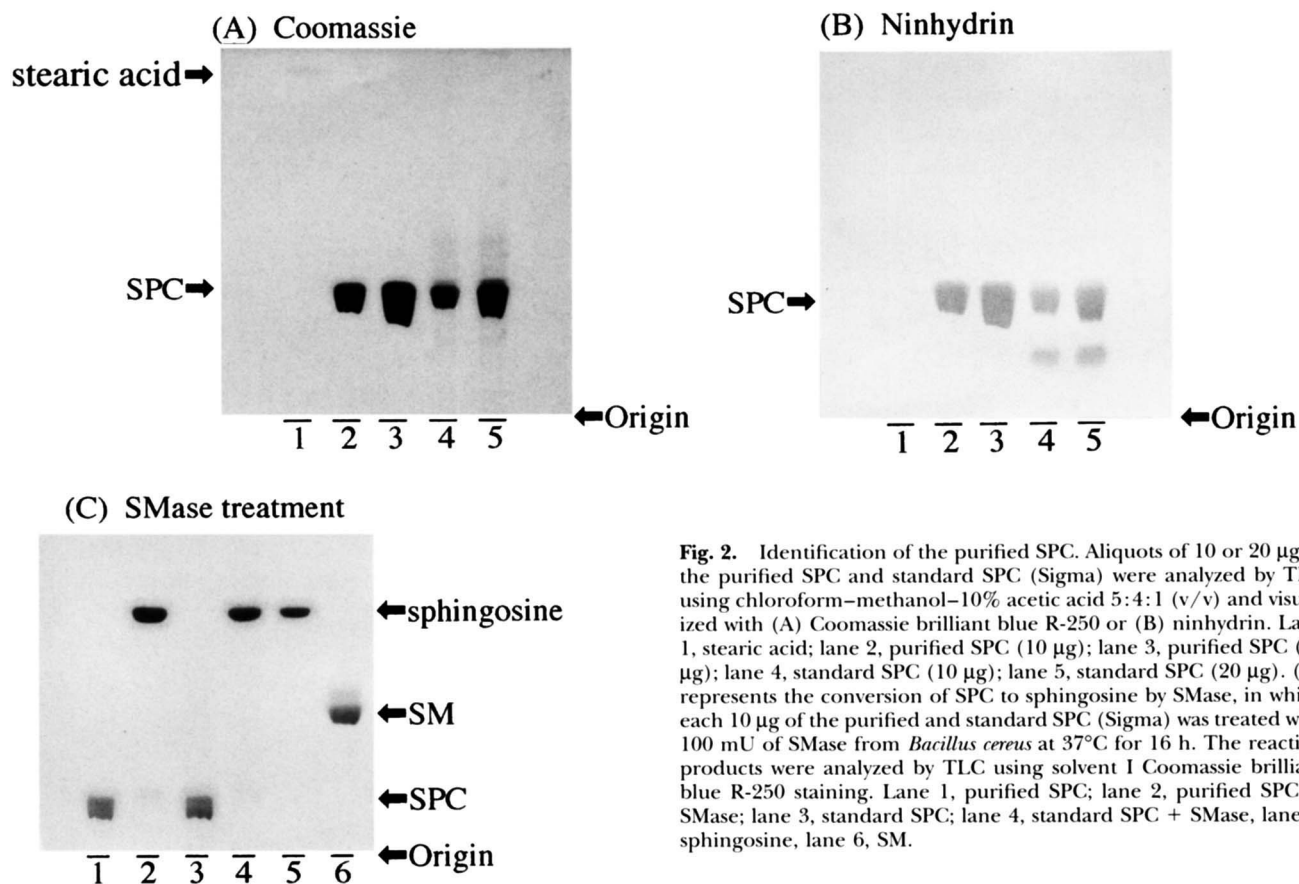 (A) Coomassie
stearic acid
SPC
Origin
1 2 3 4 5
(B) Ninhydrin
SPC
Origin
1 2 3 4 5
(C) SMase treatment
sphingosine
SM
SPC
Origin
1 2 3 4 5 6
Fig. 2. Identification of the purified SPC. Aliquots of 10 or 20 μg
the purified SPC and standard SPC (Sigma) were analyzed by
using chloroform–methanol–10% acetic acid 5:4:1 (v/v) and visu
ized with (A) Coomassie brilliant blue R-250 or (B) ninhydrin.
1, stearic acid; lane 2, purified SPC (10 μg); lane 3, purified SPC
μg); lane 4, standard SPC (10 μg); lane 5, standard SPC (20 μg).
represents the conversion of SPC to sphingosine by SMase, in
each 10 μg of the purified and standard SPC (Sigma) was treated
100 mU of SMase from Bacillus cereus at 37°C for 16 h. The
products were analyzed by TLC using solvent I Coomassie
blue R-250 staining. Lane 1, purified SPC; lane 2, purified SPC
SMase; lane 3, standard SPC; lane 4, standard SPC + SMase, lane
sphingosine, lane 6, SM.